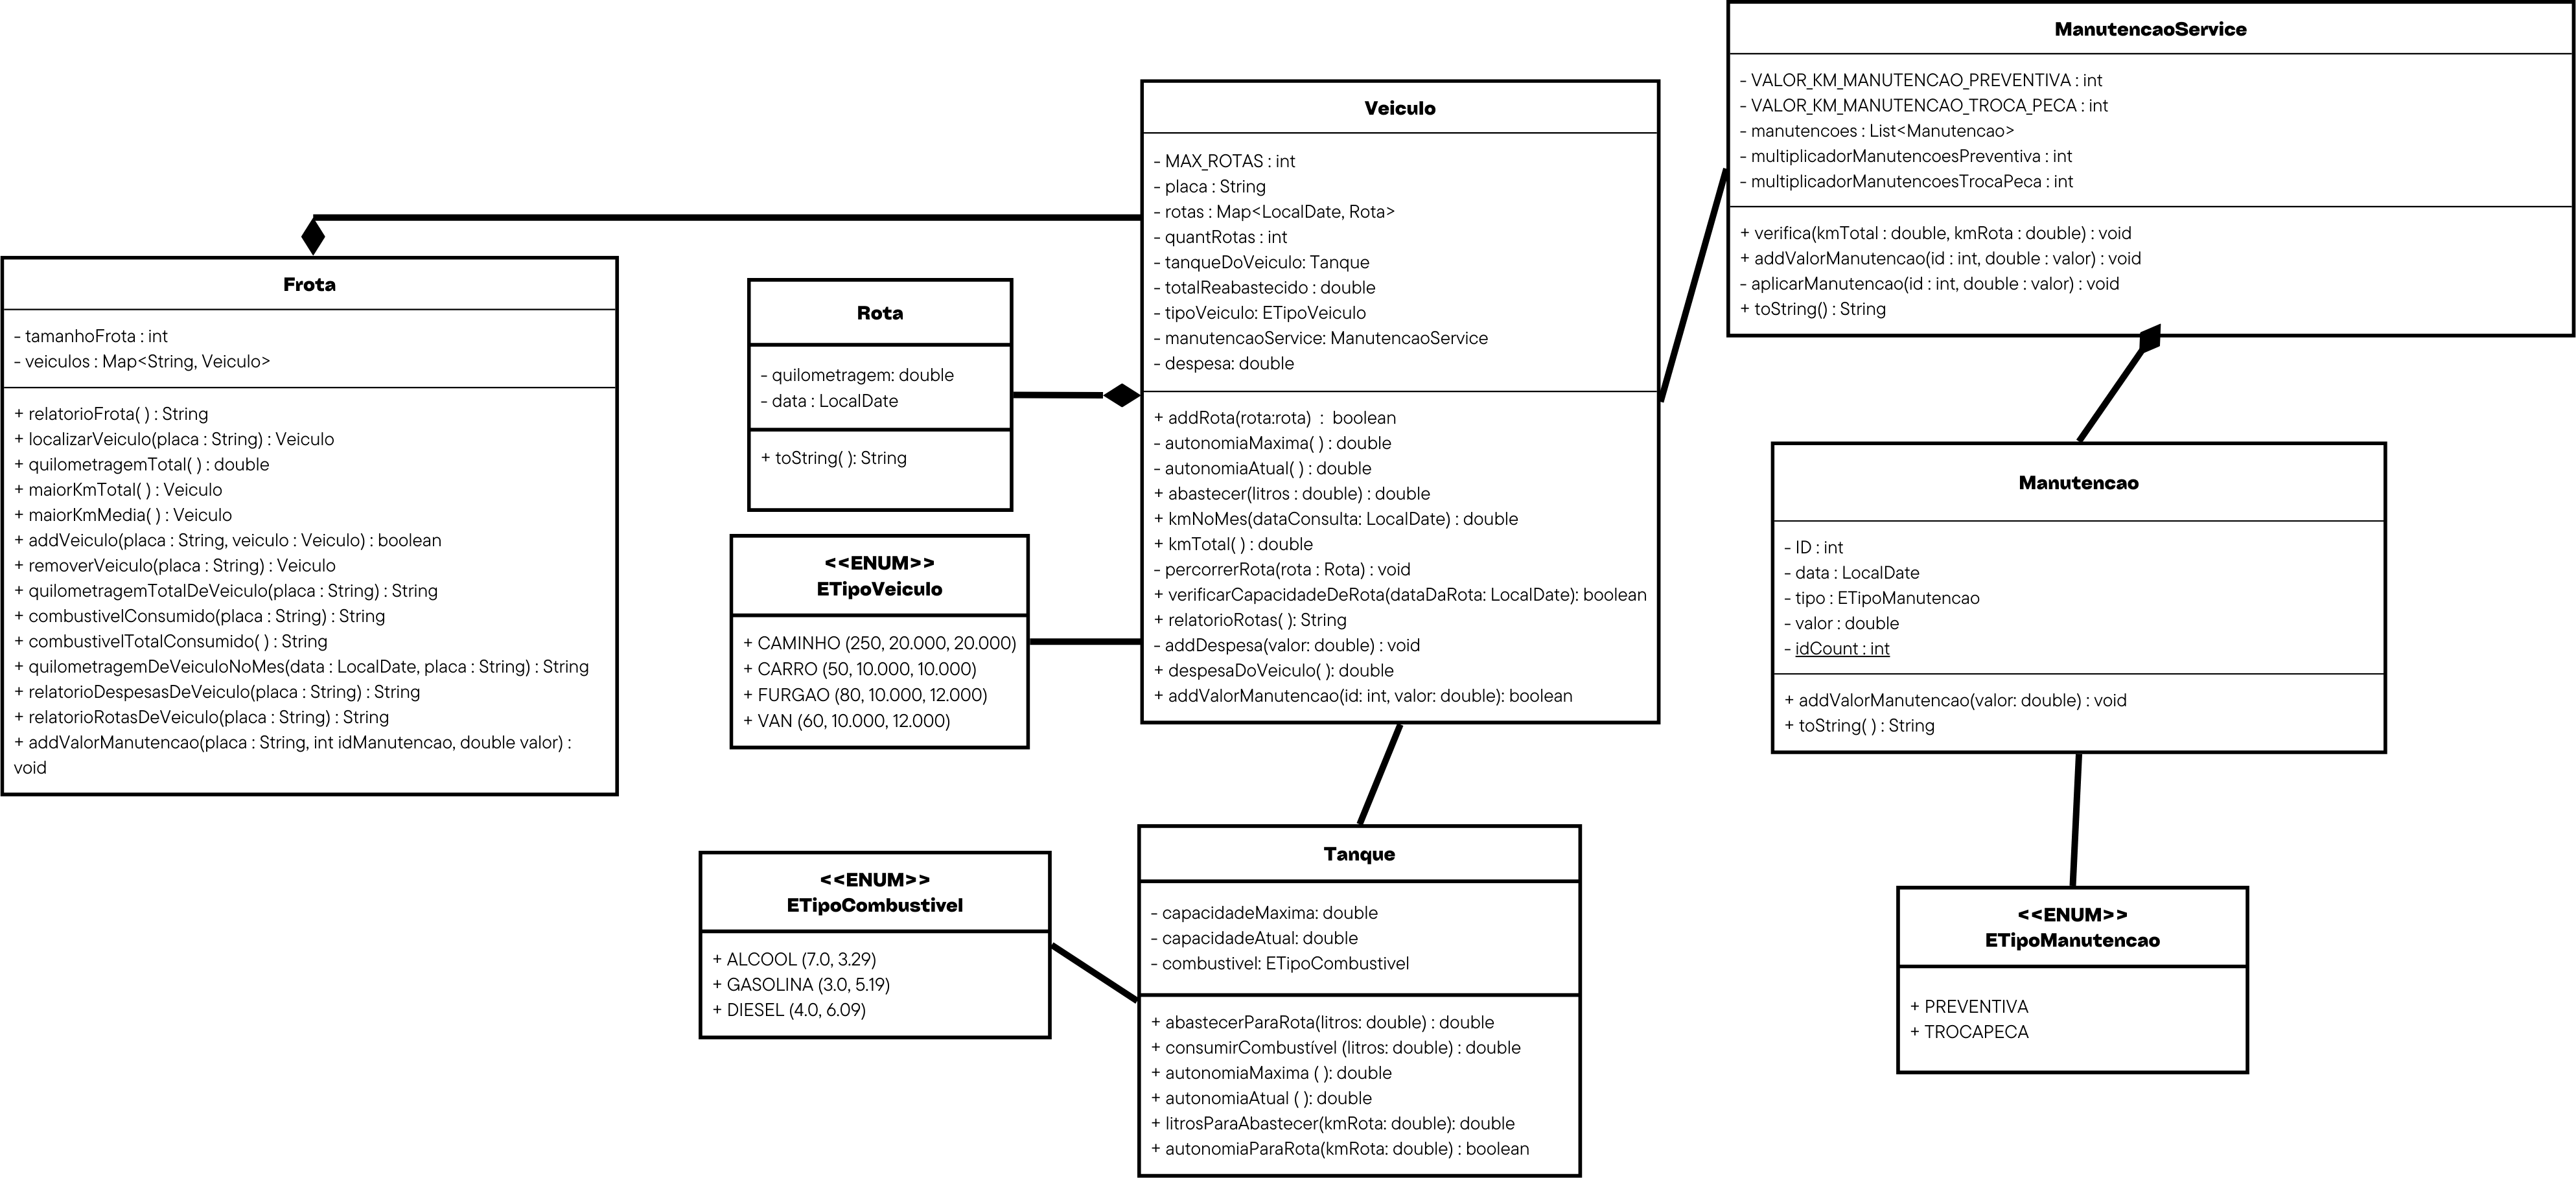 Frota
- tamanhoFrota : int
- veiculos : Map<String, Veiculo>
+ relatorioFrota( ) : String
+ localizarVeiculo(placa : String) : Veiculo
+ quilometragemTotal( ) : double
+ maiorKmTotal( ) : Veiculo
+ maiorKmMedia( ) : Veiculo
+ addVeiculo(placa : String, veiculo : Veiculo) : boolean
+ removerVeiculo(placa : String) : Veiculo
+ quilometragemTotalDeVeiculo(placa : String) : String
+ combustivelConsumido(placa : String) : String
+ combustivelTotalConsumido( ) : String
+ quilometragemDeVeiculoNoMes(data : LocalDate, placa : String) : String
+ relatorioDespesasDeVeiculo(placa : String) : String
+ relatorioRotasDeVeiculo(placa : String) : String
+ addValorManutencao(placa : String, int idManutencao, double valor) :
void
Rota
- quilometragem: double
- data : LocalDate
+ toString( ): String
<<ENUM>>
ETipoVeiculo
+ CAMINHO (250, 20.000, 20.000)
+ CARRO (50, 10.000, 10.000)
+ FURGAO (80, 10.000, 12.000)
+ VAN (60, 10.000, 12.000)
<<ENUM>>
ETipoCombustivel
+ ALCOOL (7.0, 3.29)
+ GASOLINA (3.0, 5.19)
+ DIESEL (4.0, 6.09)
Veiculo
- MAX_ROTAS : int
- placa : String
- rotas : Map<LocalDate, Rota>
- quantRotas : int
- tanqueDoVeiculo: Tanque
- totalReabastecido : double
- tipoVeiculo: ETipoVeiculo
- manutencaoService: ManutencaoService
- despesa: double
+ addRota(rota:rota) : boolean
- autonomiaMaxima( ) : double
- autonomiaAtual( ) : double
+ abastecer(litros : double) : double
+ kmNoMes(dataConsulta: LocalDate) : double
+ kmTotal( ) : double
- percorrerRota(rota : Rota) : void
+ verificarCapacidadeDeRota(dataDaRota: LocalDate): boolean
+ relatorioRotas( ): String
- addDespesa(valor: double) : void
+ despesaDoVeiculo( ): double
+ addValorManutencao(id: int, valor: double): boolean
Tanque
- capacidadeMaxima: double
- capacidadeAtual: double
- combustivel: ETipoCombustivel
+ abastecerParaRota(litros: double) : double
+ consumirCombustível (litros: double) : double
+ autonomiaMaxima ( ): double
+ autonomiaAtual ( ): double
+ litrosParaAbastecer(kmRota: double): double
+ autonomiaParaRota(kmRota: double) : boolean
ManutencaoService
- VALOR_KM_MANUTENCAO_PREVENTIVA : int
- VALOR_KM_MANUTENCAO_TROCA_PECA : int
- manutencoes : List<Manutencao>
- multiplicadorManutencoesPreventiva : int
- multiplicadorManutencoesTrocaPeca : int
+ verifica(kmTotal : double, kmRota : double) : void
+ addValorManutencao(id : int, double : valor) : void
- aplicarManutencao(id : int, double : valor) : void
+ toString() : String
Manutencao
- ID : int
- data : LocalDate
- tipo : ETipoManutencao
- valor : double
- idCount : int
+ addValorManutencao(valor: double) : void
+ toString( ) : String
<<ENUM>>
ETipoManutencao
+ PREVENTIVA
+ TROCAPECA